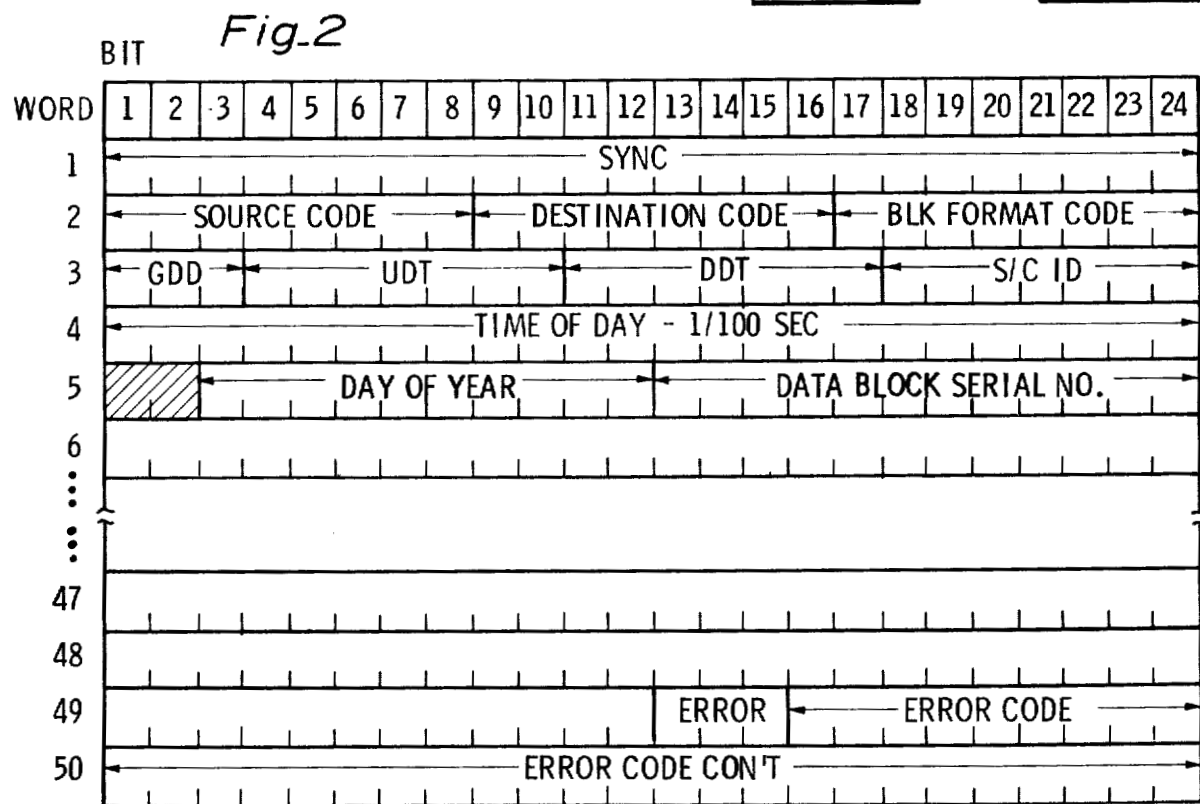 Fig_2
BIT
WORD 1 2 3 4 5 6 7 8 9 10 11 12 13 14 15 16 17 18 19 20 21 22 23 24
1 SYNC
2 SOURCE CODE DESTINATION CODE BLK FORMAT CODE
3 GDD UDT DDT S/C ID
4 TIME OF DAY - 1/100 SEC
5 DAY OF YEAR DATA BLOCK SERIAL NO.
6
47
48
49 ERROR ERROR CODE
50 ERROR CODE CON'T